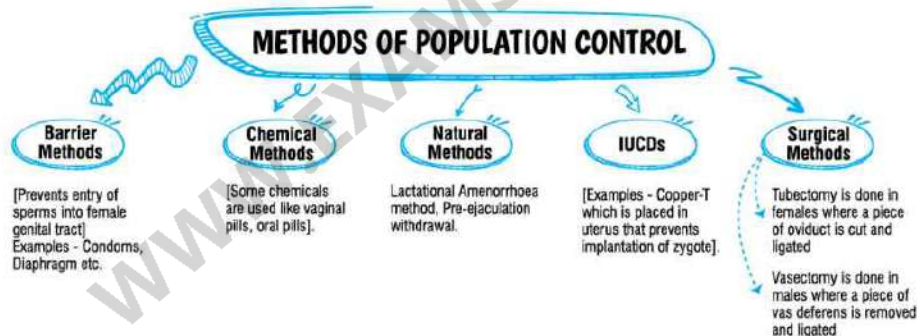 METHODS OF POPULATION CONTROL
Barrier
Methods
[Prevents entry of
sperms into female
genital tract]
Examples - Condoms,
Diaphragm etc.
Chemical
Methods
[Some chemicals
are used like vaginal
pills, oral pills].
Natural
Methods
Lactational Amenorrhoea
method, Pre-ejaculation
withdrawal.
IUCDs
[Examples - Copper-T
which is placed in
uterus that prevents
implantation of zygote].
Surgical
Methods
Tubectomy is done in
females where a piece
of oviduct is cut and
ligated
Vasectomy is done in
males where a piece of
vas deferens is removed
and ligated
WWW.EXAMS